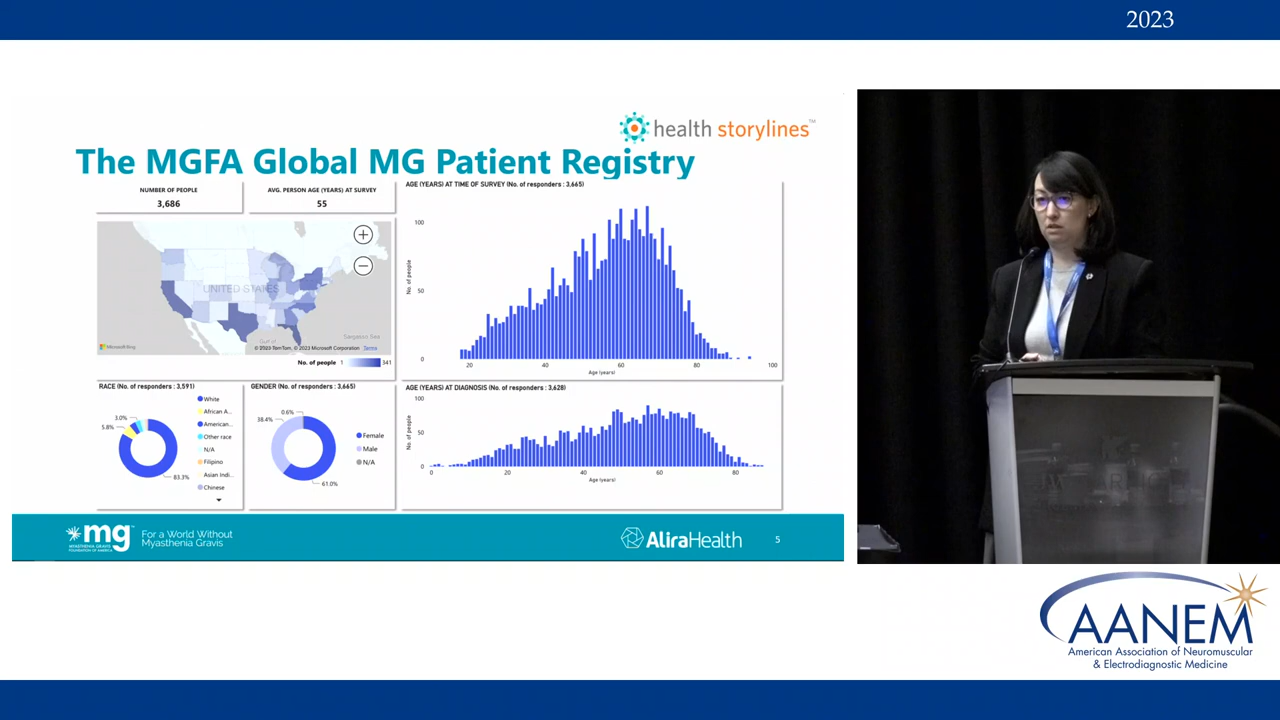 2023
health storylines™
The MGFA Global MG Patient Registry
NUMBER OF PEOPLE
3,686
AVG. PERSON AGE (YEARS) AT SURVEY
55
UNITED STATES
Gulf of
Sargasso Sea
Microsoft Bing
© 2023 TomTom, © 2023 Microsoft Corporation Terms
No. of people 1 341
AGE (YEARS) AT TIME OF SURVEY (No. of responders : 3,665)
No. of people
100
50
0
20 40 60 80 100
Age (years)
RACE (No. of responders : 3,591)
3.0%
5.8%
83.3%
White
African A...
American...
Other race
N/A
Filipino
Asian Indi...
Chinese
GENDER (No. of responders : 3,665)
0.6%
38.4%
61.0%
Female
Male
N/A
AGE (YEARS) AT DIAGNOSIS (No. of responders : 3,628)
No. of people
100
50
0
0 20 40 60 80
Age (years)
mg
MYASTHENIA GRAVIS
FOUNDATION OF AMERICA
For a World Without
Myasthenia Gravis
AliraHealth
5
AANEM
American Association of Neuromuscular
& Electrodiagnostic Medicine